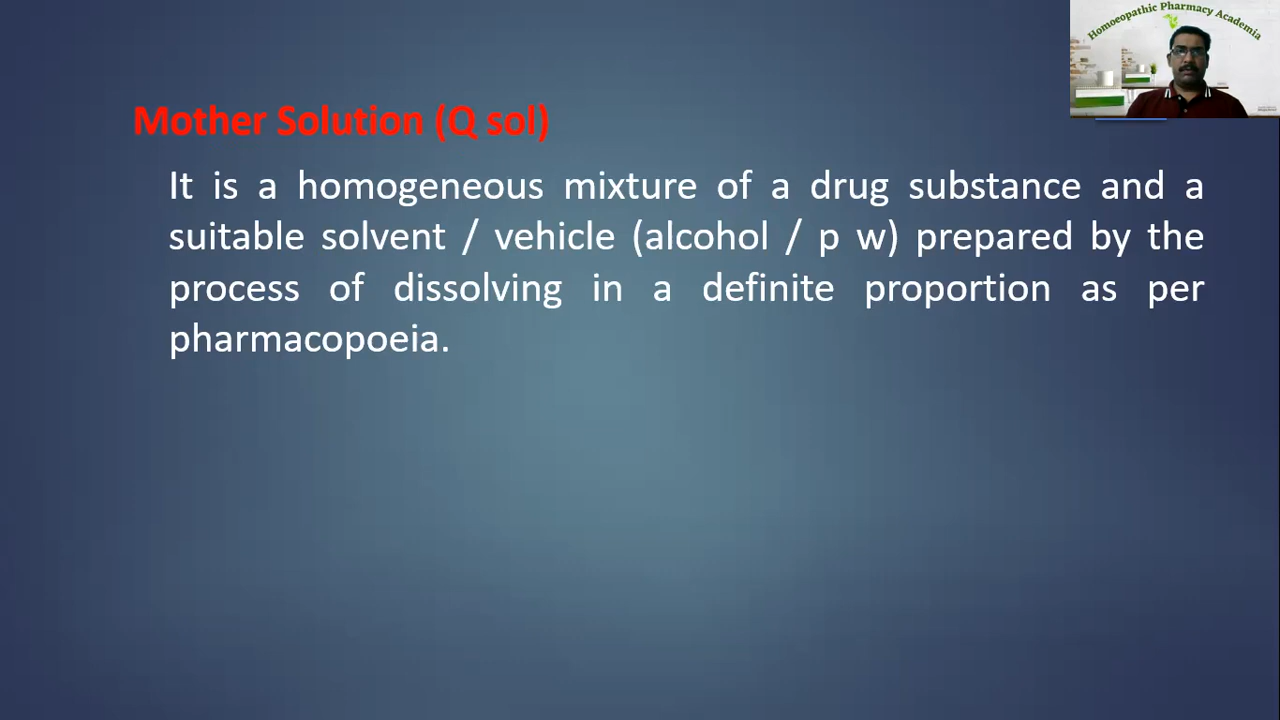 Homoeopathic Pharmacy Academia
Mother Solution (Q sol)
It is a homogeneous mixture of a drug substance and a
suitable solvent / vehicle (alcohol / p w) prepared by the
process of dissolving in a definite proportion as per
pharmacopoeia.